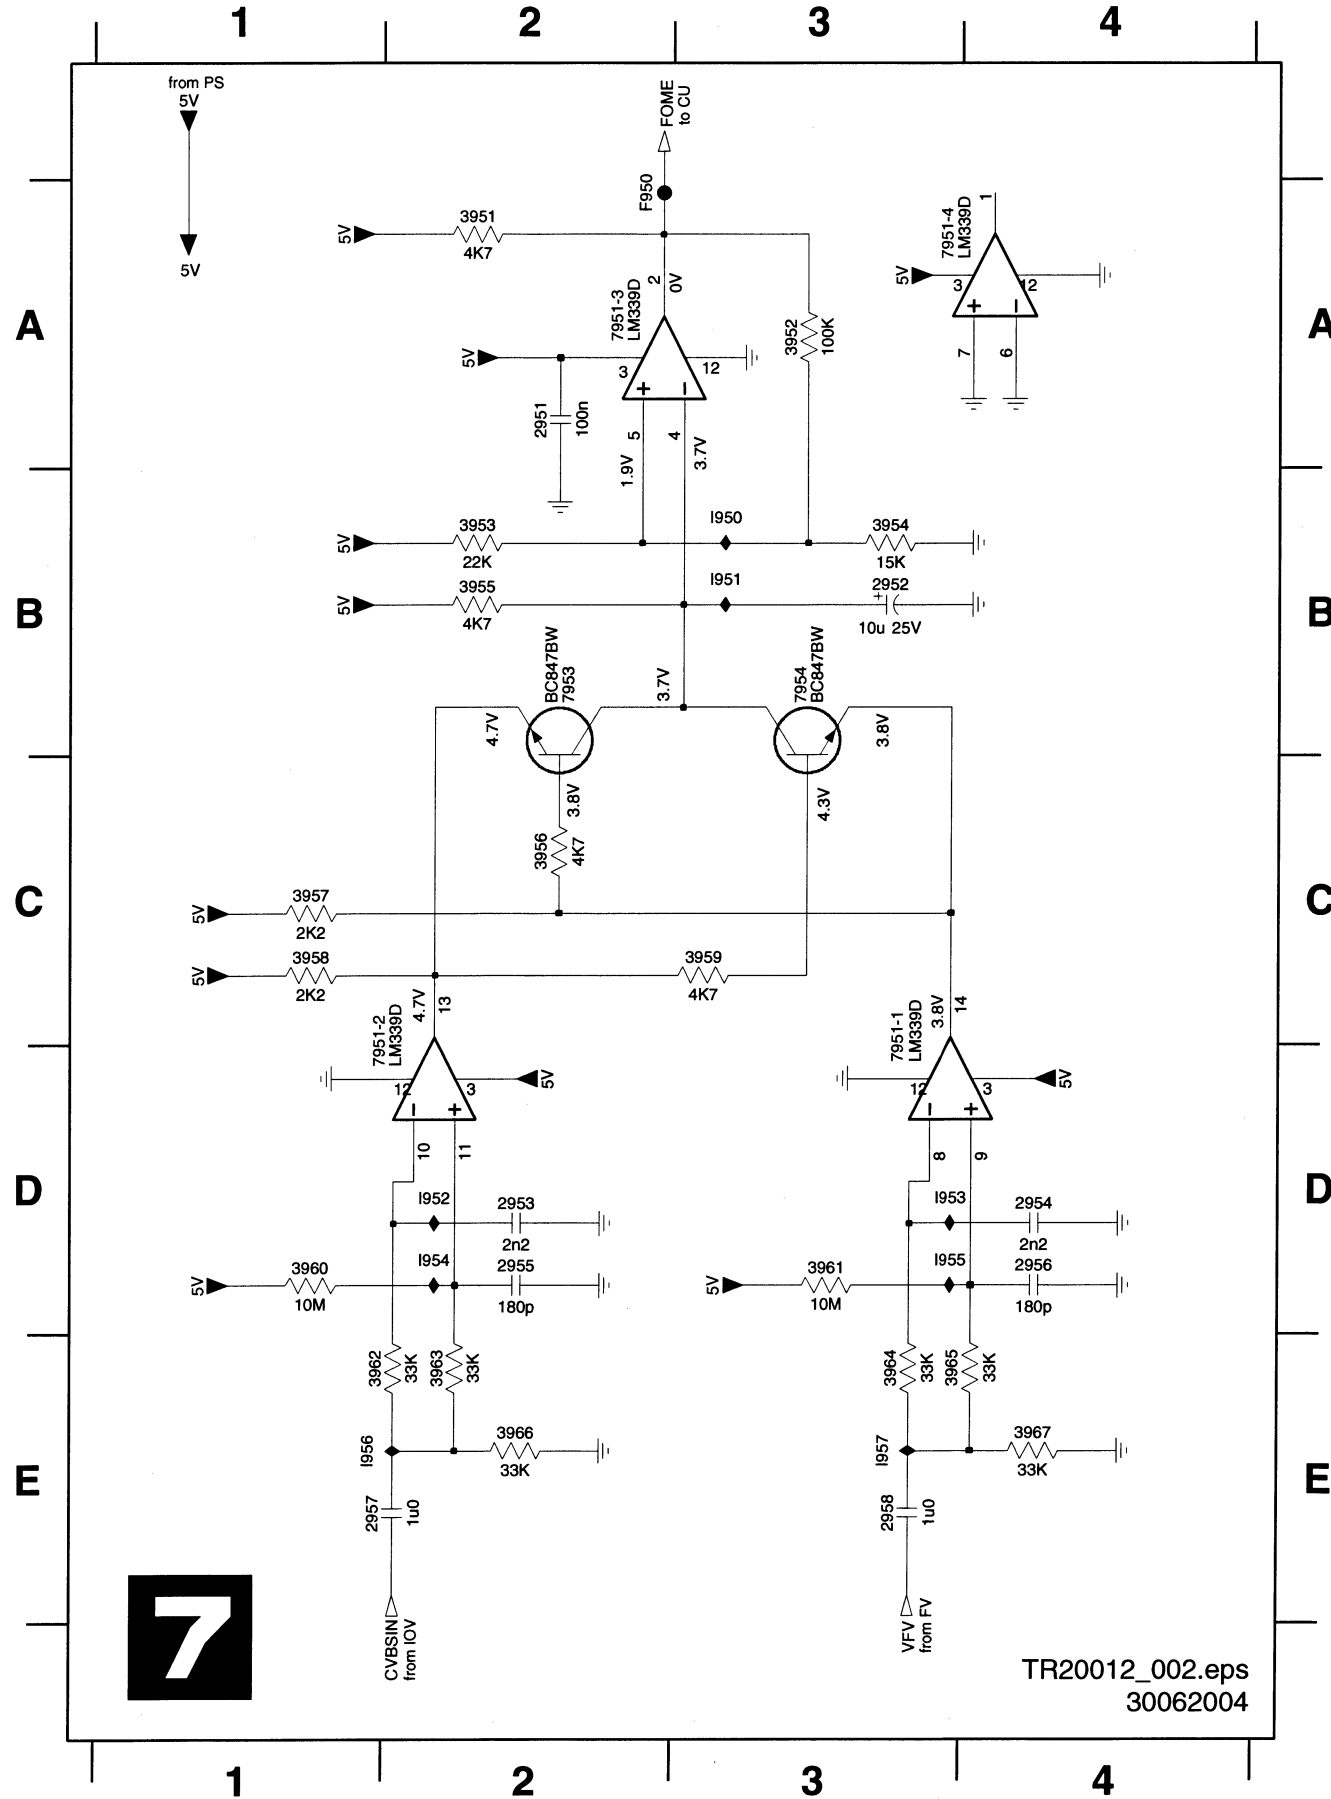 1 2 3 4
from PS
5V
5V
FOME
to CU
F950
5V
3951
4K7
2
0V
7951-3
LM339D
5V
3
12
3952
100K
2951
100n
5
1.9V
4
3.7V
7951-4
LM339D
1
5V
3
12
7
6
A
A
5V
3953
22K
I950
3954
15K
5V
3955
4K7
I951
2952
10u 25V
B
B
BC847BW
7953
4.7V
3.7V
7954
BC847BW
3.8V
3.8V
4.3V
3956
4K7
C
C
5V
3957
2K2
5V
3958
2K2
3959
4K7
4.7V
13
7951-2
LM339D
12
3
5V
3.8V
14
7951-1
LM339D
12
3
5V
10
11
8
9
D
D
I952
2953
2n2
I953
2954
2n2
5V
3960
10M
I954
2955
180p
5V
3961
10M
I955
2956
180p
3962
33K
3963
33K
3964
33K
3965
33K
I956
3966
33K
I957
3967
33K
E
E
2957
1u0
2958
1u0
CVBSIN
from IOV
VFV
from FV
7
TR20012_002.eps
30062004
1 2 3 4